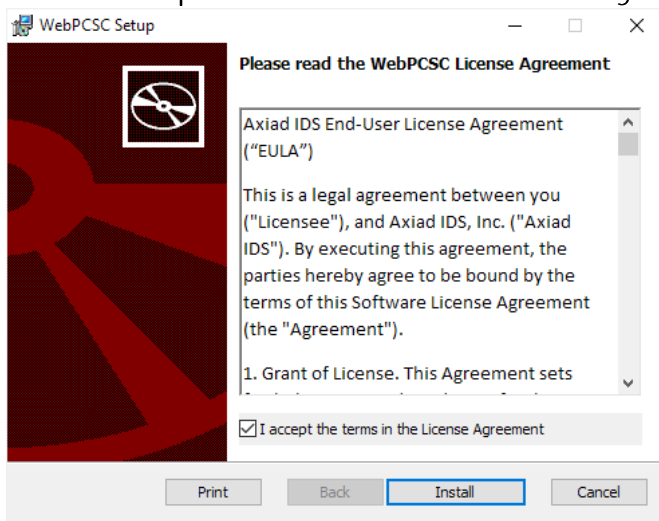 WebPCSC Setup
Please read the WebPCSC License Agreement
Axiad IDS End-User License Agreement
(“EULA”)
This is a legal agreement between you
("Licensee"), and Axiad IDS, Inc. ("Axiad
IDS"). By executing this agreement, the
parties hereby agree to be bound by the
terms of this Software License Agreement
(the "Agreement").
1. Grant of License. This Agreement sets
I accept the terms in the License Agreement
Print
Back
Install
Cancel